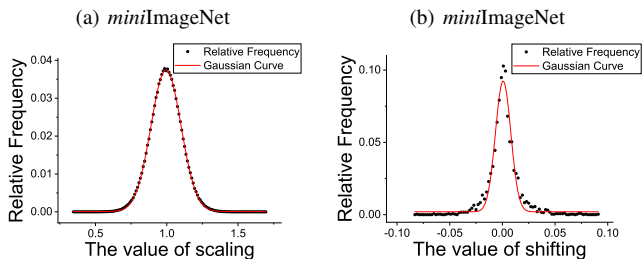 (a) miniImageNet
(b) miniImageNet
Relative Frequency
0.04
0.03
0.02
0.01
0.00
0.5
1.0
1.5
The value of scaling
Relative Frequency
Gaussian Curve
Relative Frequency
0.10
0.05
0.00
-0.10
-0.05
0.00
0.05
0.10
The value of shifting
Relative Frequency
Gaussian Curve